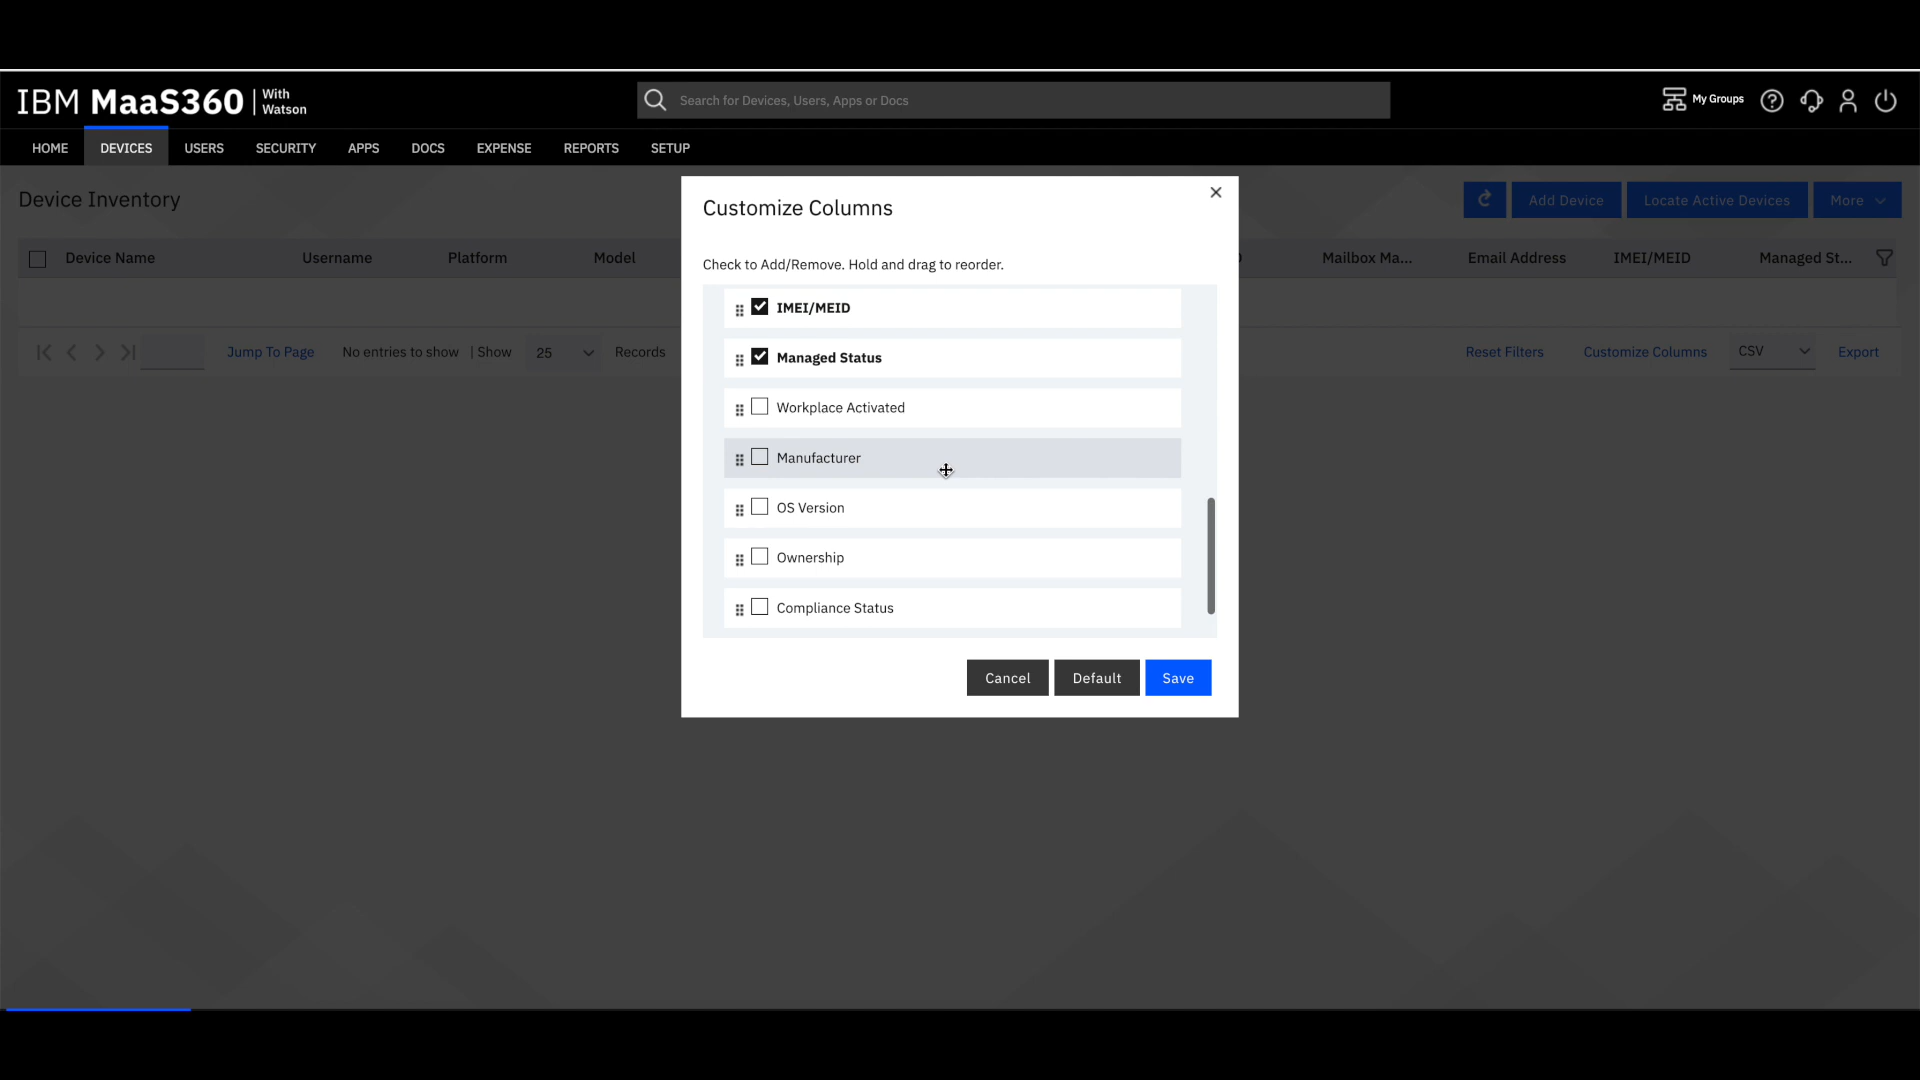 IBM MaaS360 With Watson
Search for Devices, Users, Apps or Docs
My Groups
HOME DEVICES USERS SECURITY APPS DOCS EXPENSE REPORTS SETUP
Device Inventory
Add Device Locate Active Devices More
Device Name Username Platform Model Mailbox Ma... Email Address IMEI/MEID Managed St...
Jump To Page No entries to show | Show 25 Records Reset Filters Customize Columns CSV Export
Customize Columns
Check to Add/Remove. Hold and drag to reorder.
IMEI/MEID
Managed Status
Workplace Activated
Manufacturer
OS Version
Ownership
Compliance Status
Cancel Default Save